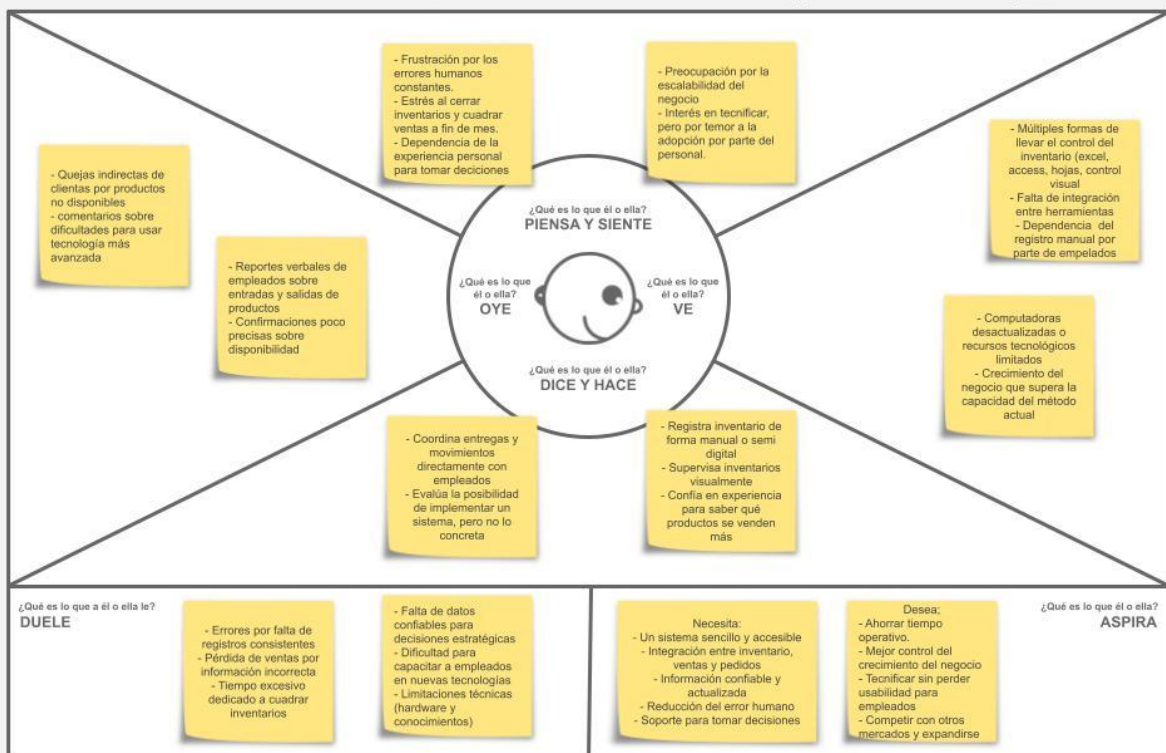 - Frustración por los
errores humanos
constantes.
- Estrés al cerrar
inventarios y cuadrar
ventas a fin de mes.
- Dependencia de la
experiencia personal
para tomar deciciones
- Preocupación por la
escalabilidad del
negocio
- Interés en tecnificar,
pero por temor a la
adopción por parte del
personal.
- Quejas indirectas de
clientas por productos
no disponibles
- comentarios sobre
dificultades para usar
tecnología más
avanzada
- Reportes verbales de
empleados sobre
entradas y salidas de
productos
- Confirmaciones poco
precisas sobre
disponibilidad
- Múltiples formas de
llevar el control del
inventario (excel,
access, hojas, control
visual
- Falta de integración
entre herramientas
- Dependencia del
registro manual por
parte de empelados
- Computadoras
desactualizadas o
recursos tecnológicos
limitados
- Crecimiento del
negocio que supera la
capacidad del método
actual
¿Qué es lo que él o ella?
PIENSA Y SIENTE
¿Qué es lo que
él o ella?
OYE
¿Qué es lo que
él o ella?
VE
¿Qué es lo que él o ella?
DICE Y HACE
- Coordina entregas y
movimientos
directamente con
empleados
- Evalúa la posibilidad
de implementar un
sistema, pero no lo
concreta
- Registra inventario de
forma manual o semi
digital
- Supervisa inventarios
visualmente
- Confía en experiencia
para saber qué
productos se venden
más
¿Qué es lo que a él o ella le?
DUELE
- Errores por falta de
registros consistentes
- Pérdida de ventas por
información incorrecta
- Tiempo excesivo
dedicado a cuadrar
inventarios
- Falta de datos
confiables para
decisiones estratégicas
- Dificultad para
capacitar a empleados
en nuevas tecnologías
- Limitaciones técnicas
(hardware y
conocimientos)
¿Qué es lo que él o ella?
ASPIRA
Necesita:
- Un sistema sencillo y accesible
- Integración entre inventario,
ventas y pedidos
- Información confiable y
actualizada
- Reducción del error humano
- Soporte para tomar decisiones
Desea;
- Ahorrar tiempo
operativo.
- Mejor control del
crecimiento del negocio
- Tecnificar sin perder
usabilidad para
empleados
- Competir con otros
mercados y expandirse